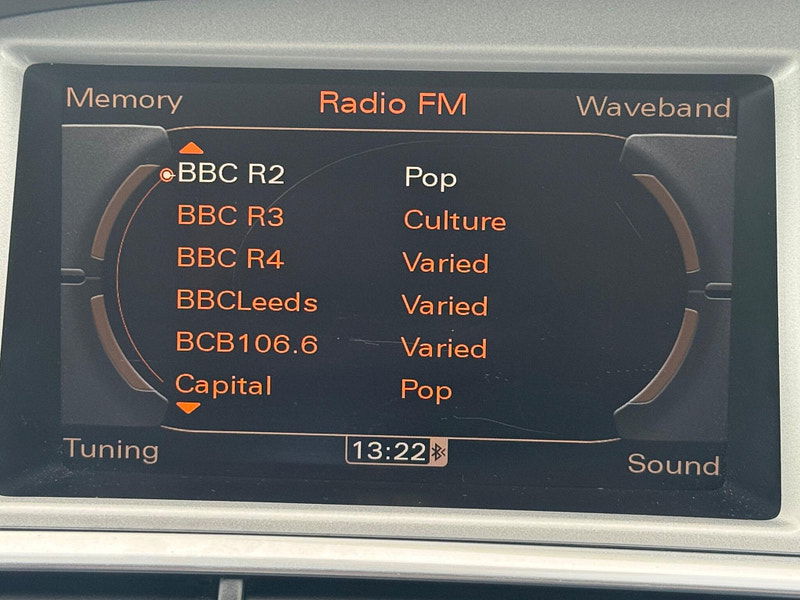 Memory Radio FM Waveband
BBC R2 Pop
BBC R3 Culture
BBC R4 Varied
BBCLeeds Varied
BCB106.6 Varied
Capital Pop
Tuning 13:22 Sound